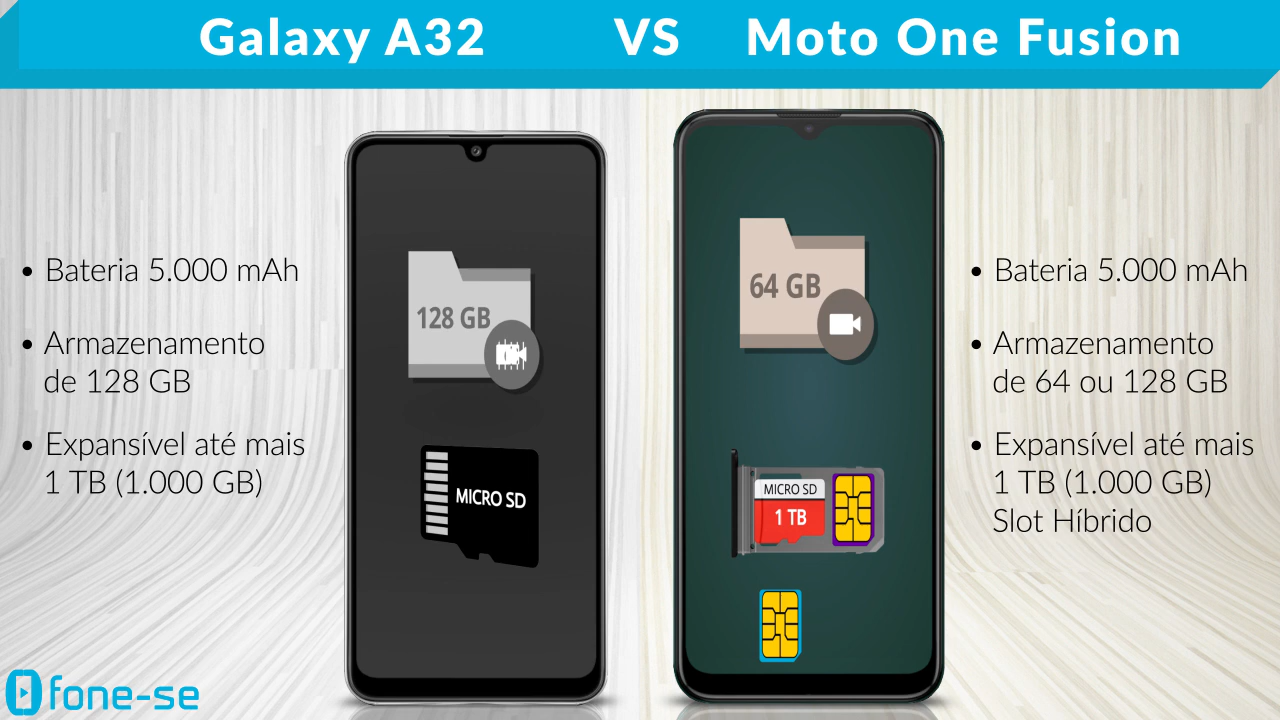 Galaxy A32 VS Moto One Fusion
• Bateria 5.000 mAh
• Armazenamento
de 128 GB
• Expansível até mais
1 TB (1.000 GB)
128 GB
MICRO SD
64 GB
MICRO SD
1 TB
• Bateria 5.000 mAh
• Armazenamento
de 64 ou 128 GB
• Expansível até mais
1 TB (1.000 GB)
Slot Híbrido
fone-se